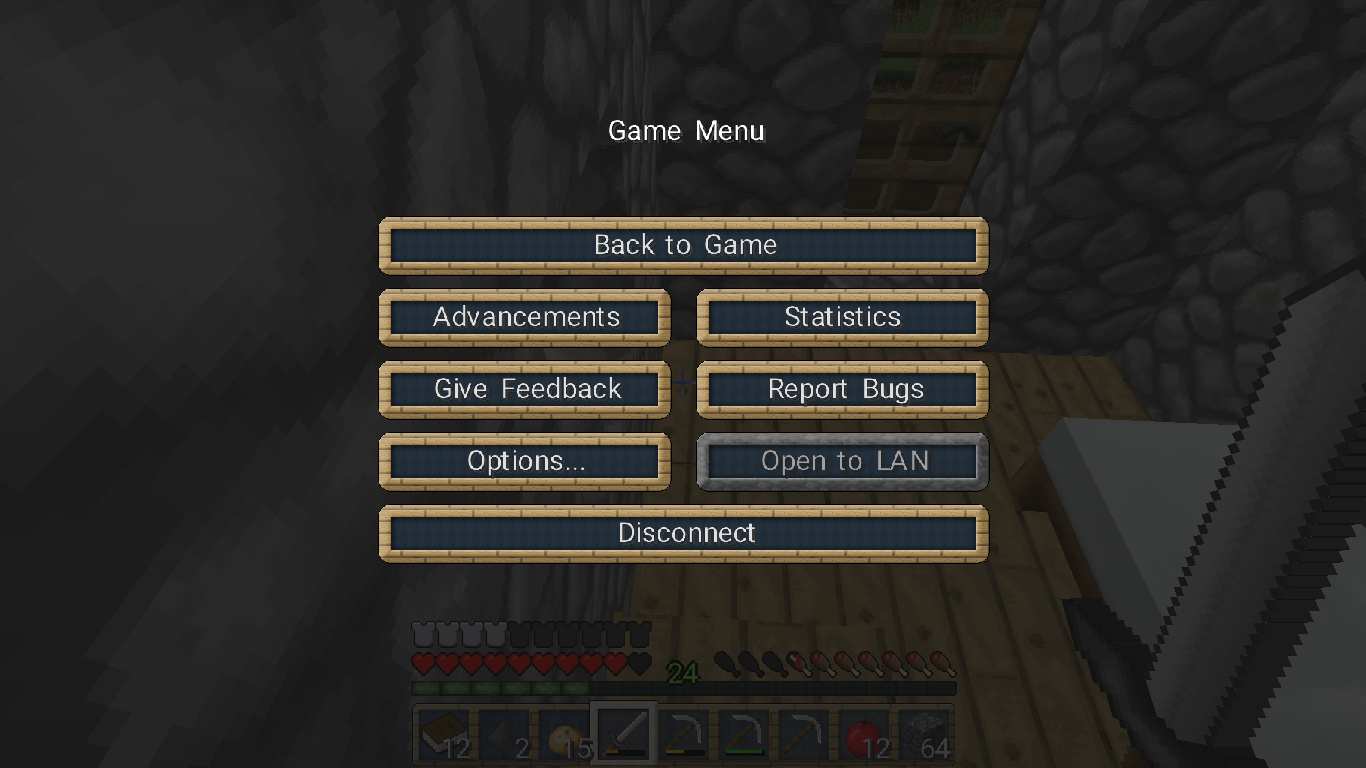 Game Menu
Back to Game
Advancements
Statistics
Give Feedback
Report Bugs
Options...
Open to LAN
Disconnect
24
12
2
15
12
64